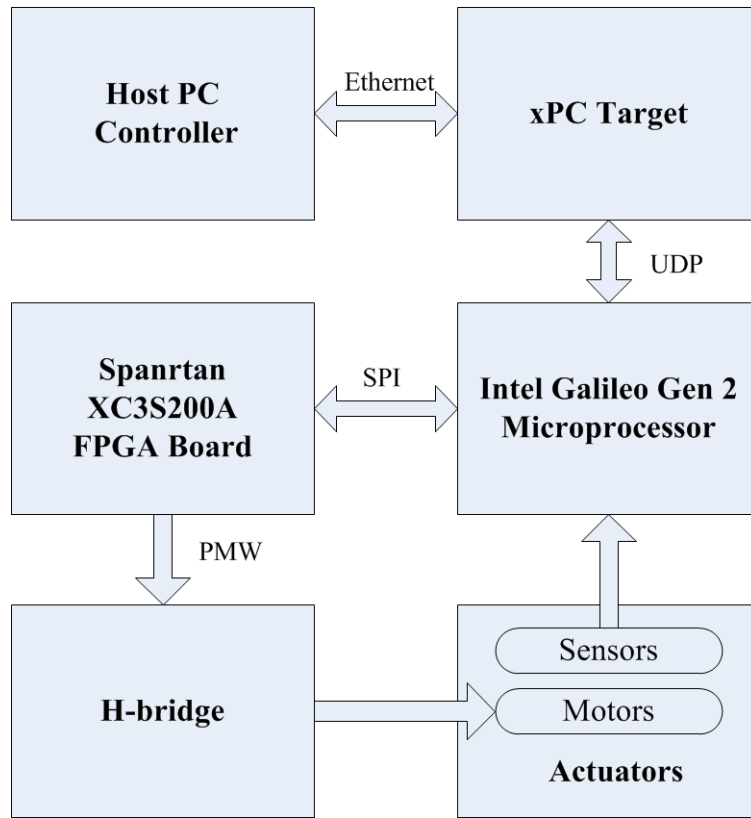 Host PC
Controller
Ethernet
xPC Target
UDP
Spanrtan
XC3S200A
FPGA Board
SPI
Intel Galileo Gen 2
Microprocessor
PMW
H-bridge
Sensors
Motors
Actuators